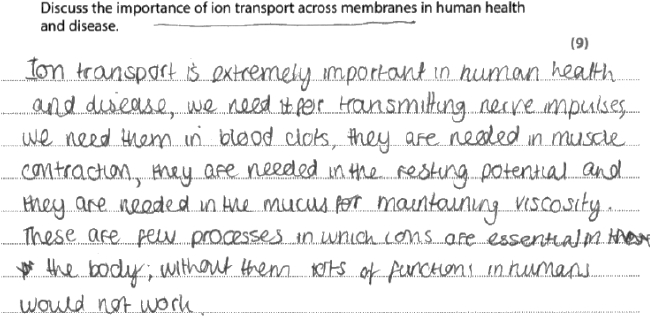 Discuss the importance of ion transport across membranes in human health
and disease.
(9)
Ion transport is extremely important in human health
and disease, we need it for transmitting nerve impulses,
we need them in blood clots, they are needed in muscle
contraction, they are needed in the resting potential and
they are needed in the mucus for maintaining viscosity.
These are few processes in which ions are essential in
the body; without them lots of functions in humans
would not work.